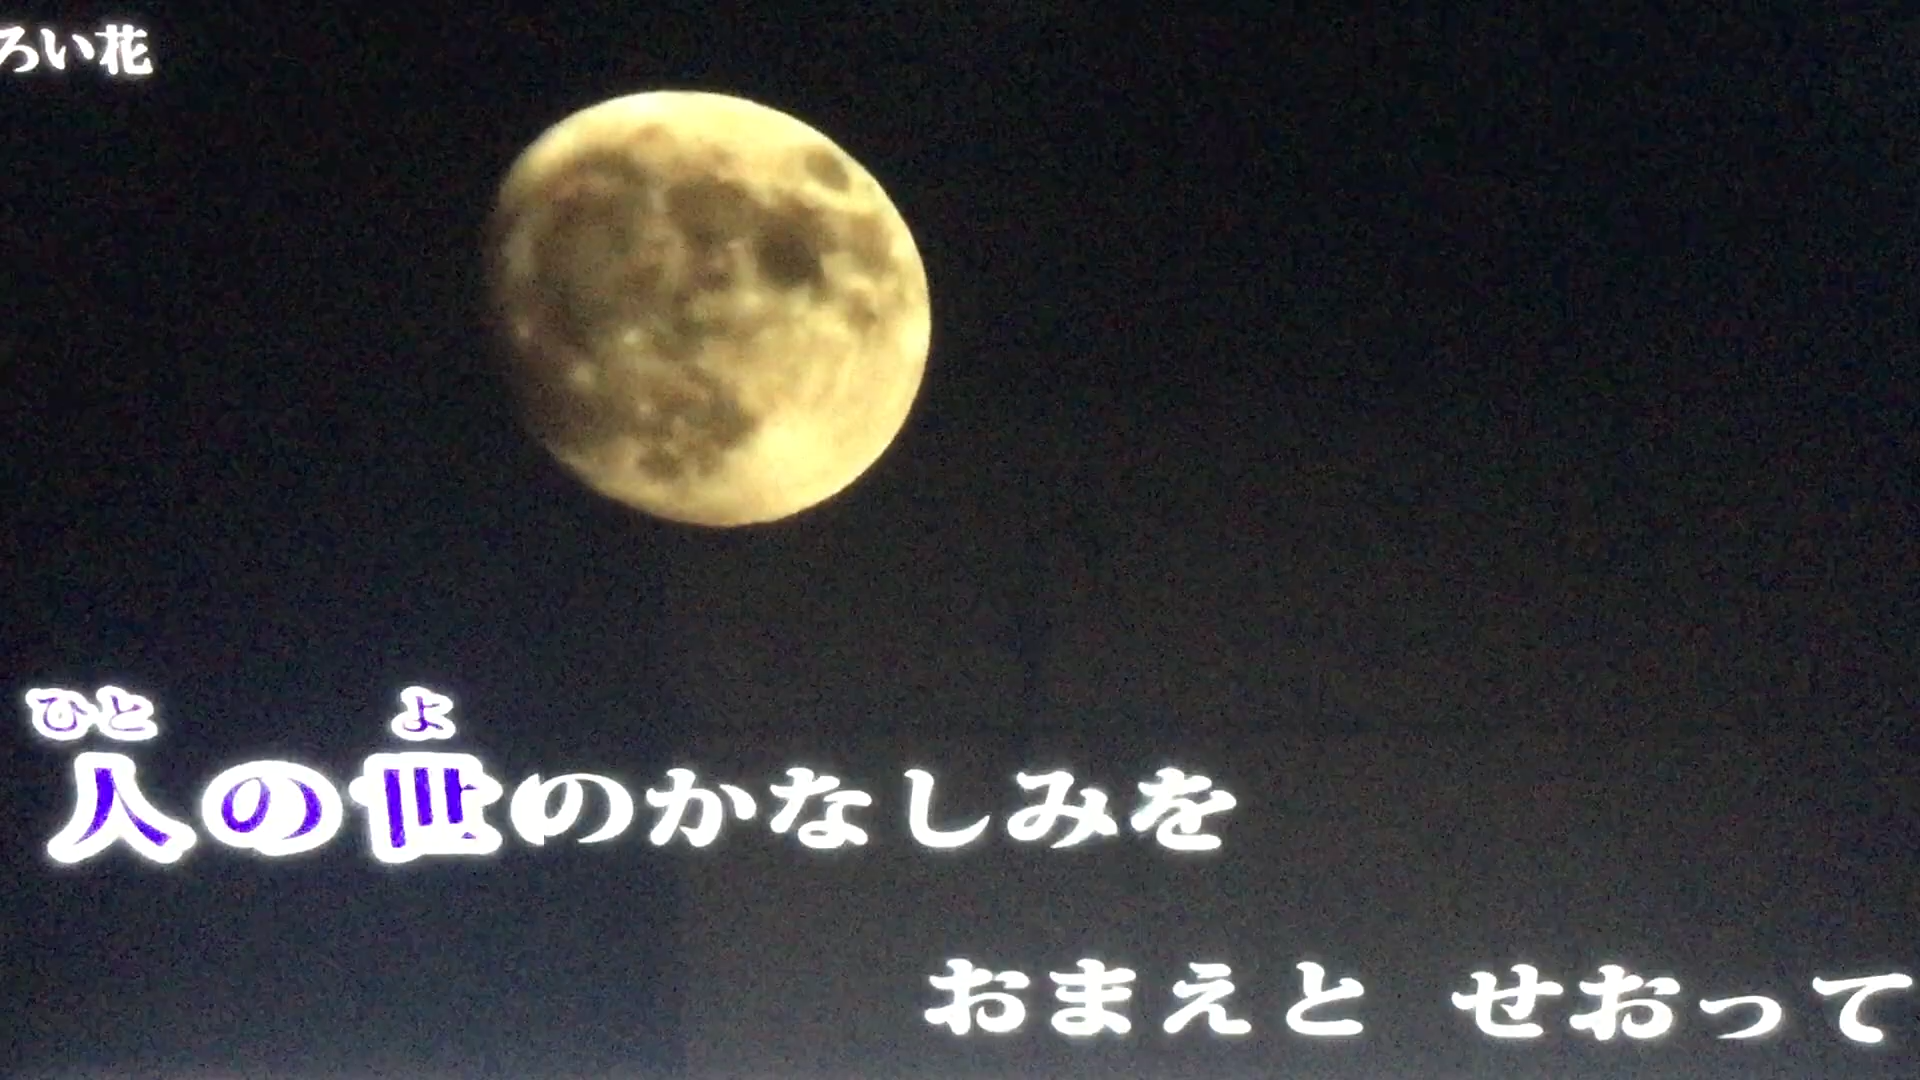 ろい花
ひと よ
人の世のかなしみを
おまえと せおって